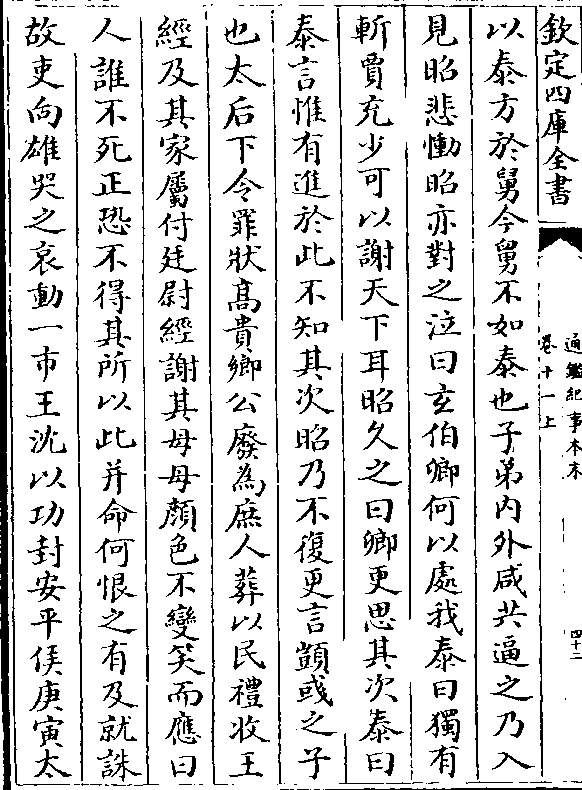 欽定四庫全書
通鑑紀事本末
卷十一上
四十二
以泰方於舅今舅不如泰也子弟内外咸共逼之乃入
見昭悲慟昭亦對之泣曰玄伯卿何以處我泰曰獨有
斬賈充少可以謝天下耳昭久之曰卿更思其次泰曰
泰言惟有進於此不知其次昭乃不復更言顗彧之子
也太后下令罪狀高貴鄉公廢為庶人葬以民禮收王
經及其家屬付廷尉經謝其母母顔色不變笑而應曰
人誰不死正恐不得其所以此并命何恨之有及就誅
故吏向雄哭之哀動一市王沈以功封安平侯庚寅太